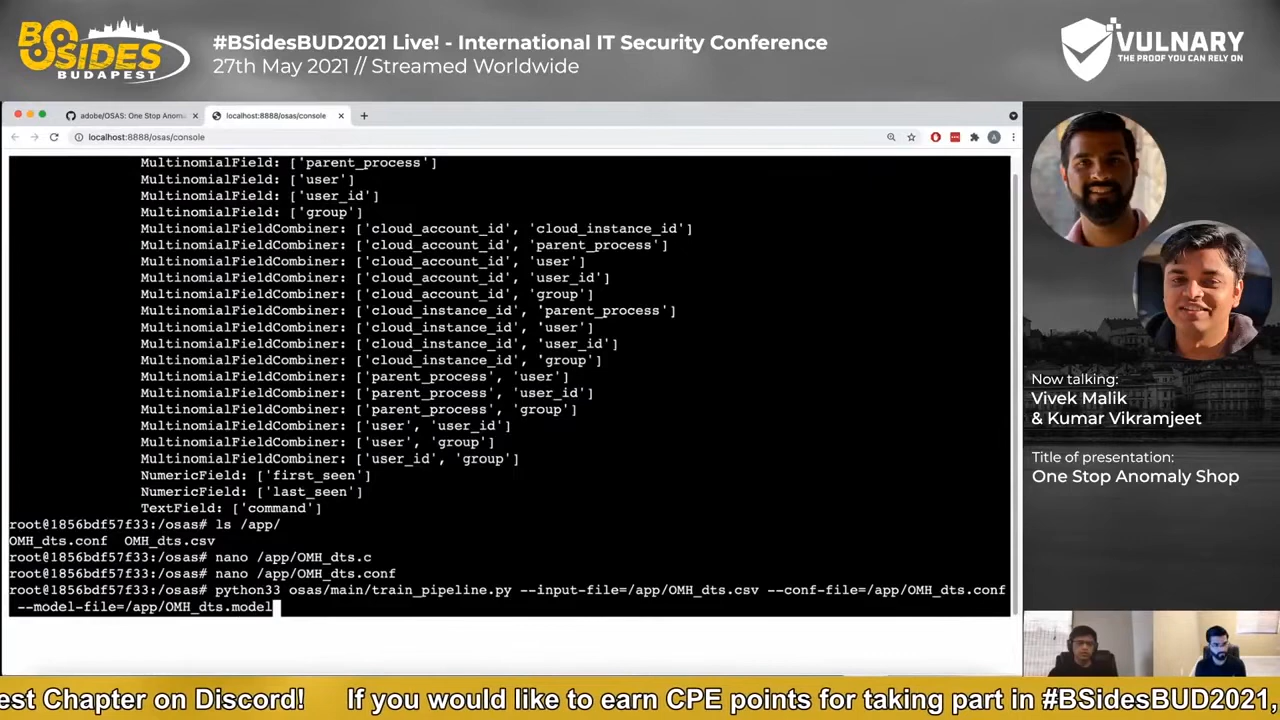 BSIDES
BUDAPEST
#BSidesBUD2021 Live! - International IT Security Conference
27th May 2021 // Streamed Worldwide
VULNARY
THE PROOF YOU CAN RELY ON
adobe/OSAS: One Stop Anoma
localhost:8888/osas/console
localhost:8888/osas/console
A
MultinomialField: ['parent_process']
MultinomialField: ['user']
MultinomialField: ['user_id']
MultinomialField: ['group']
MultinomialFieldCombiner: ['cloud_account_id', 'cloud_instance_id']
MultinomialFieldCombiner: ['cloud_account_id', 'parent_process']
MultinomialFieldCombiner: ['cloud_account_id', 'user']
MultinomialFieldCombiner: ['cloud_account_id', 'user_id']
MultinomialFieldCombiner: ['cloud_account_id', 'group']
MultinomialFieldCombiner: ['cloud_instance_id', 'parent_process']
MultinomialFieldCombiner: ['cloud_instance_id', 'user']
MultinomialFieldCombiner: ['cloud_instance_id', 'user_id']
MultinomialFieldCombiner: ['cloud_instance_id', 'group']
MultinomialFieldCombiner: ['parent_process', 'user']
MultinomialFieldCombiner: ['parent_process', 'user_id']
MultinomialFieldCombiner: ['parent_process', 'group']
MultinomialFieldCombiner: ['user', 'user_id']
MultinomialFieldCombiner: ['user', 'group']
MultinomialFieldCombiner: ['user_id', 'group']
NumericField: ['first_seen']
NumericField: ['last_seen']
TextField: ['command']
root@1856bdf57f33:/osas# ls /app/
OMH_dts.conf  OMH_dts.csv
root@1856bdf57f33:/osas# nano /app/OMH_dts.c
root@1856bdf57f33:/osas# nano /app/OMH_dts.conf
root@1856bdf57f33:/osas# python33 osas/main/train_pipeline.py --input-file=/app/OMH_dts.csv --conf-file=/app/OMH_dts.conf
--model-file=/app/OMH_dts.model
Now talking:
Vivek Malik
& Kumar Vikramjeet
Title of presentation:
One Stop Anomaly Shop
est Chapter on Discord! If you would like to earn CPE points for taking part in #BSidesBUD2021,